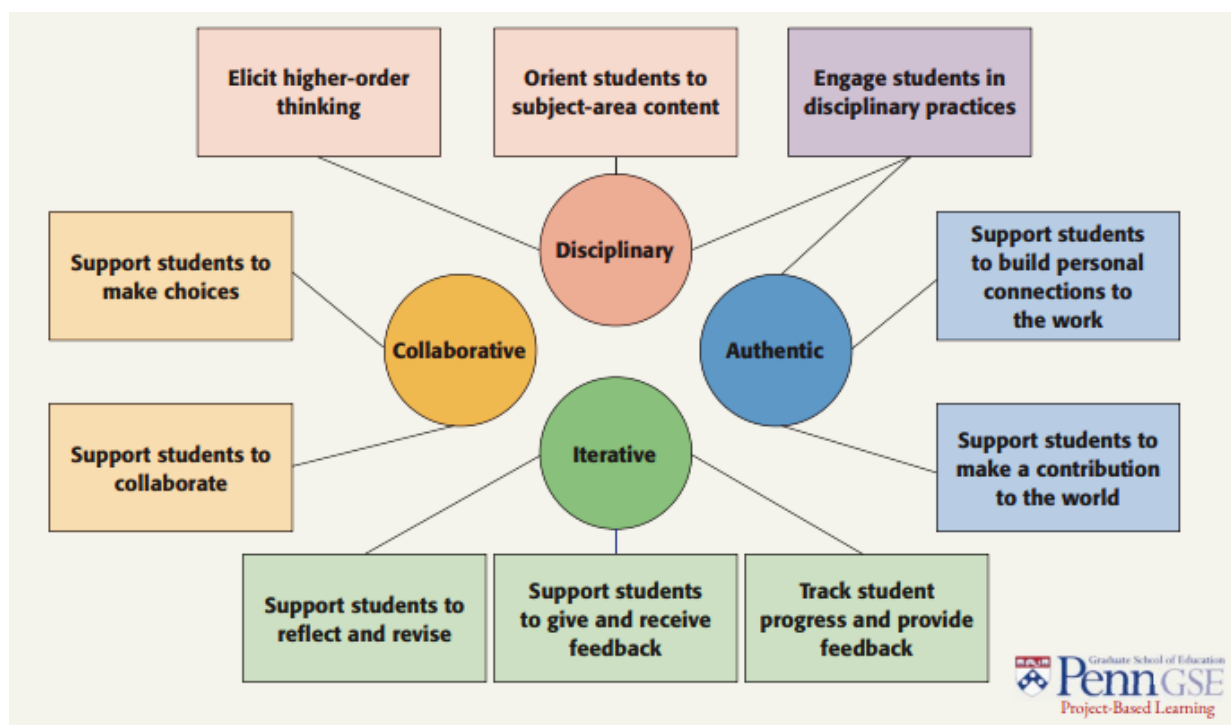 Elicit higher-order
thinking
Orient students to
subject-area content
Engage students in
disciplinary practices
Disciplinary
Support students to
make choices
Support students
to build personal
connections to
the work
Collaborative
Authentic
Support students to
collaborate
Iterative
Support students to
make a contribution
to the world
Support students to
reflect and revise
Support students
to give and receive
feedback
Track student
progress and provide
feedback
Graduate School of Education
PennGSE
Project-Based Learning